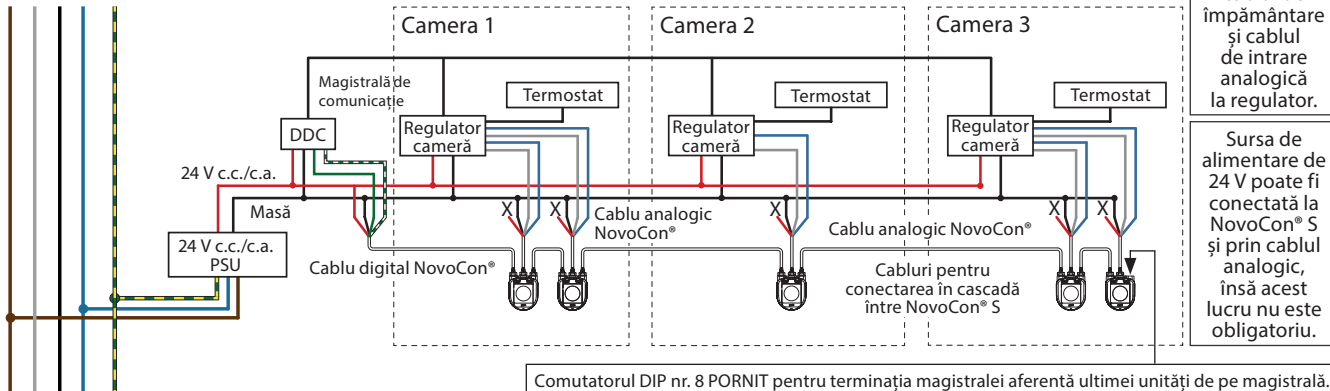 Camera 1
Camera 2
Camera 3
Magistrală de
comunicație
Termostat
Termostat
Termostat
DDC
Regulator
cameră
Regulator
cameră
Regulator
cameră
24 V c.c./c.a.
Masă
X
X
X
X
X
Cablu analogic
NovoCon®
Cablu analogic NovoCon®
24 V c.c./c.a.
PSU
Cablu digital NovoCon®
Cabluri pentru
conectarea în cascadă
între NovoCon® S
împământare
și cablul
de intrare
analogică
la regulator.
Sursa de
alimentare de
24 V poate fi
conectată la
NovoCon® S
și prin cablul
analogic,
însă acest
lucru nu este
obligatoriu.
Comutatorul DIP nr. 8 PORNIT pentru terminația magistralei aferentă ultimei unități de pe magistrală.